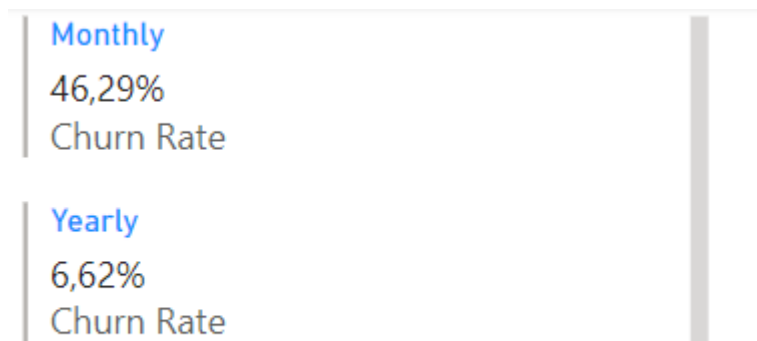 Monthly
46,29%
Churn Rate
Yearly
6,62%
Churn Rate